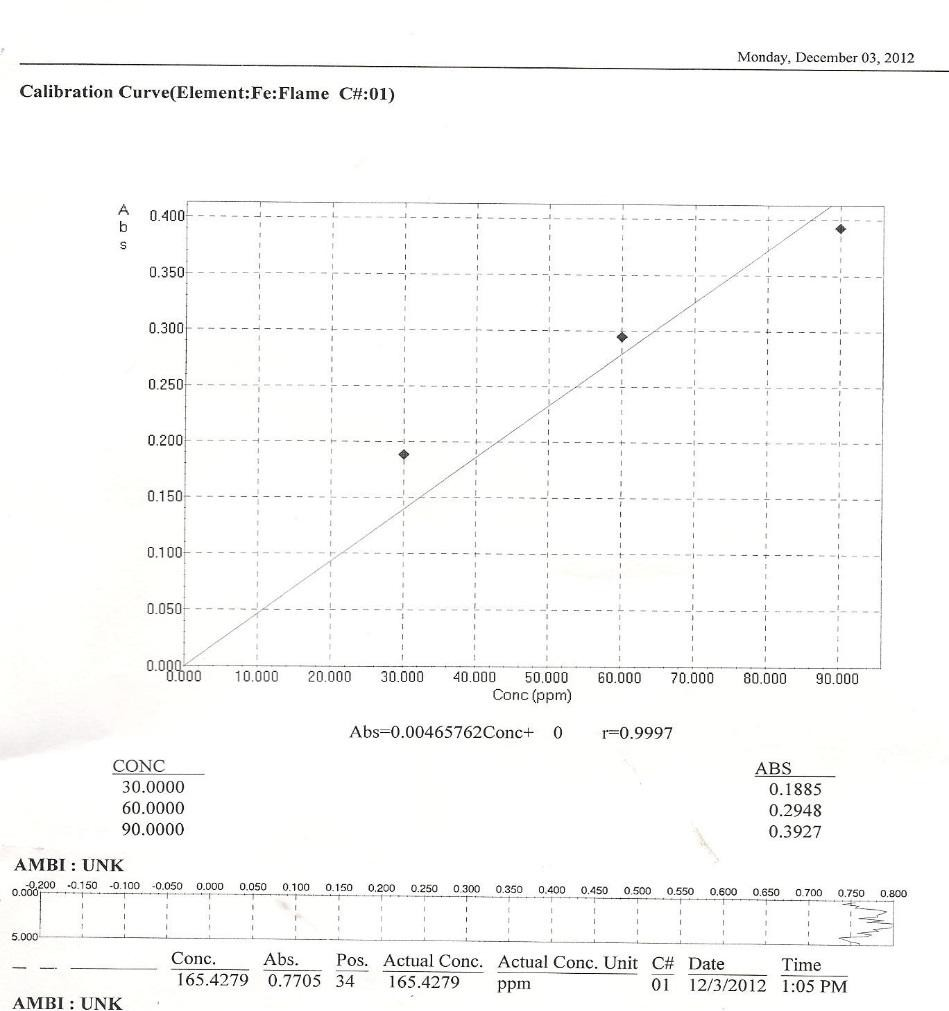 Monday, December 03, 2012
Calibration Curve(Element:Fe:Flame C#:01)
Abs
0.400
0.350
0.300
0.250
0.200
0.150
0.100
0.050
0.000
0.000 10.000 20.000 30.000 40.000 50.000 60.000 70.000 80.000 90.000
Conc (ppm)
Abs=0.00465762Conc+ 0 r=0.9997
CONC ABS
30.0000 0.1885
60.0000 0.2948
90.0000 0.3927
AMBI : UNK
-0.200 -0.150 -0.100 -0.050 0.000 0.050 0.100 0.150 0.200 0.250 0.300 0.350 0.400 0.450 0.500 0.550 0.600 0.650 0.700 0.750 0.800
0.000
5.000
Conc. Abs. Pos. Actual Conc. Actual Conc. Unit C# Date Time
165.4279 0.7705 34 165.4279 ppm 01 12/3/2012 1:05 PM
AMBI : UNK